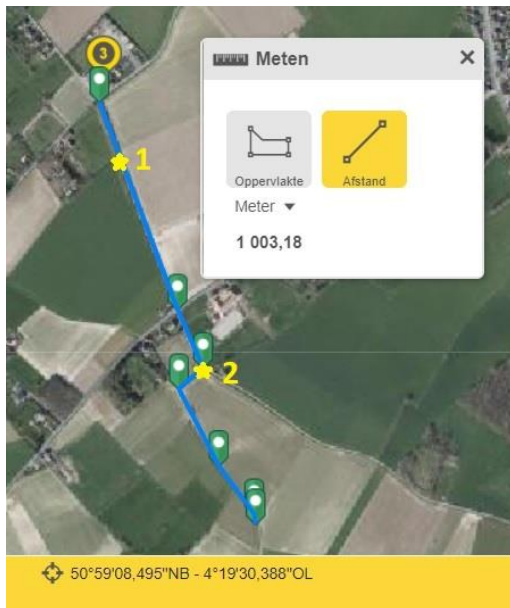 3
Meten
1
Oppervlakte
Afstand
Meter
1 003,18
2
50°59'08,495"NB - 4°19'30,388"OL